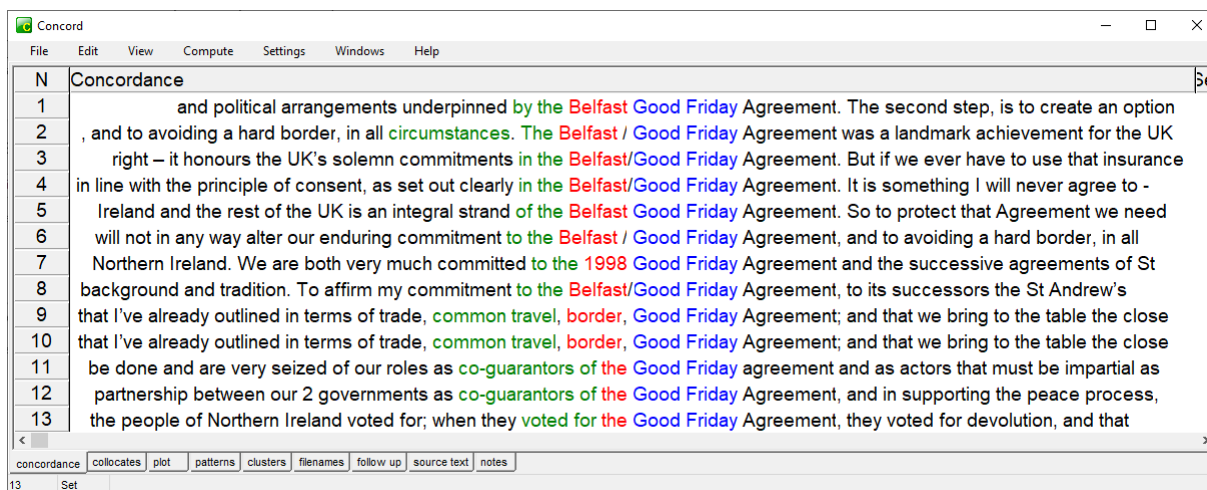 Concord
File Edit View Compute Settings Windows Help
N Concordance Se
1 and political arrangements underpinned by the Belfast Good Friday Agreement. The second step, is to create an option
2 , and to avoiding a hard border, in all circumstances. The Belfast / Good Friday Agreement was a landmark achievement for the UK
3 right – it honours the UK's solemn commitments in the Belfast/Good Friday Agreement. But if we ever have to use that insurance
4 in line with the principle of consent, as set out clearly in the Belfast/Good Friday Agreement. It is something I will never agree to -
5 Ireland and the rest of the UK is an integral strand of the Belfast Good Friday Agreement. So to protect that Agreement we need
6 will not in any way alter our enduring commitment to the Belfast / Good Friday Agreement, and to avoiding a hard border, in all
7 Northern Ireland. We are both very much committed to the 1998 Good Friday Agreement and the successive agreements of St
8 background and tradition. To affirm my commitment to the Belfast/Good Friday Agreement, to its successors the St Andrew's
9 that I've already outlined in terms of trade, common travel, border, Good Friday Agreement; and that we bring to the table the close
10 that I've already outlined in terms of trade, common travel, border, Good Friday Agreement; and that we bring to the table the close
11 be done and are very seized of our roles as co-guarantors of the Good Friday agreement and as actors that must be impartial as
12 partnership between our 2 governments as co-guarantors of the Good Friday Agreement, and in supporting the peace process,
13 the people of Northern Ireland voted for; when they voted for the Good Friday Agreement, they voted for devolution, and that
concordance collocates plot patterns clusters filenames follow up source text notes
13 Set